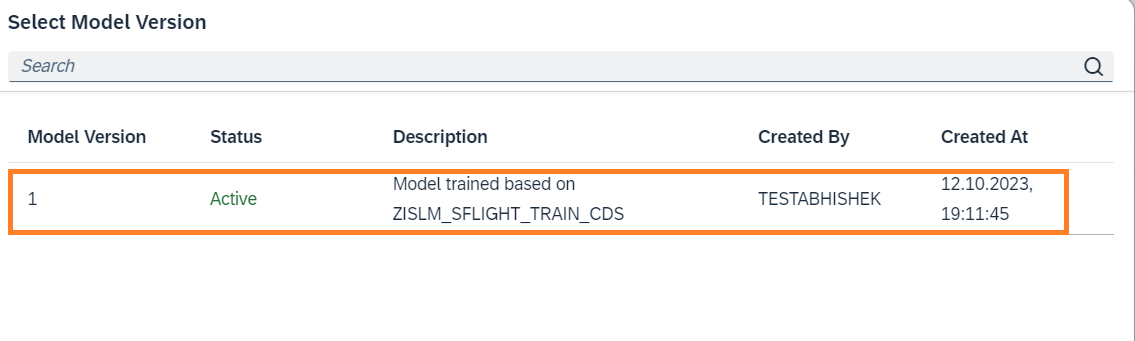 Select Model Version
Search
Model Version Status Description Created By Created At
1 Active Model trained based on ZISLM_SFLIGHT_TRAIN_CDS TESTABHISHEK 12.10.2023, 19:11:45